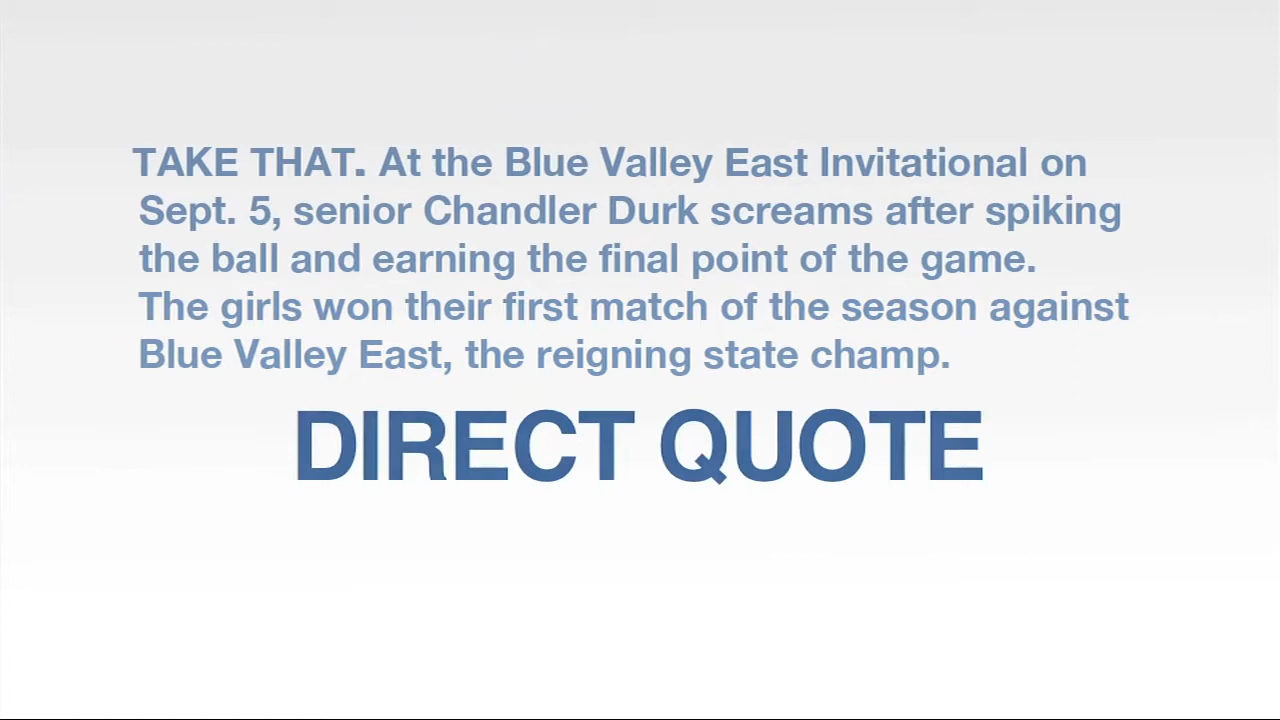 TAKE THAT. At the Blue Valley East Invitational on
Sept. 5, senior Chandler Durk screams after spiking
the ball and earning the final point of the game.
The girls won their first match of the season against
Blue Valley East, the reigning state champ.
DIRECT QUOTE